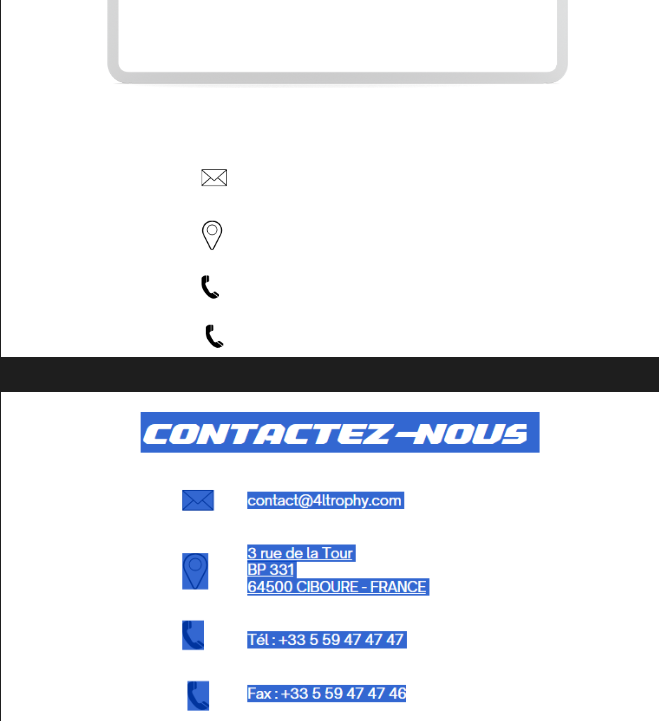 CONTACTEZ-NOUS
contact@4ltrophy.com
3 rue de la Tour
BP 331
64500 CIBOURE - FRANCE
Tél : +33 5 59 47 47 47
Fax : +33 5 59 47 47 46